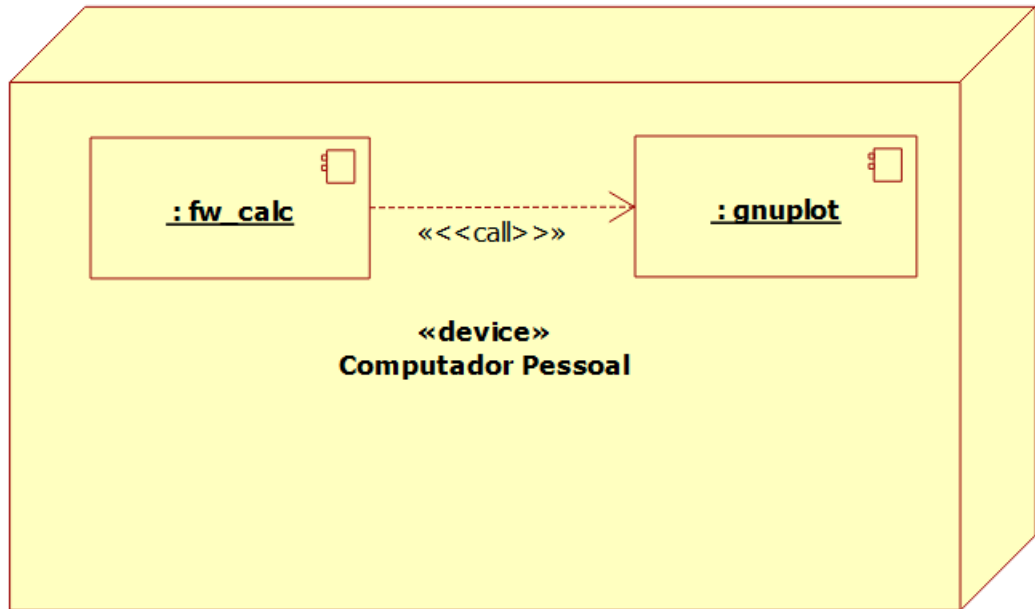 : fw_calc
: gnuplot
«<<call>>»
«device»
Computador Pessoal